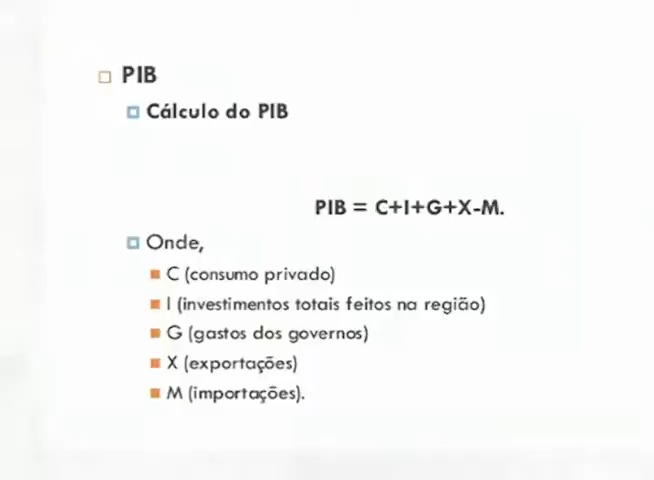 PIB
Cálculo do PIB
PIB = C+I+G+X-M.
Onde,
C (consumo privado)
I (investimentos totais feitos na região)
G (gastos dos governos)
X (exportações)
M (importações).